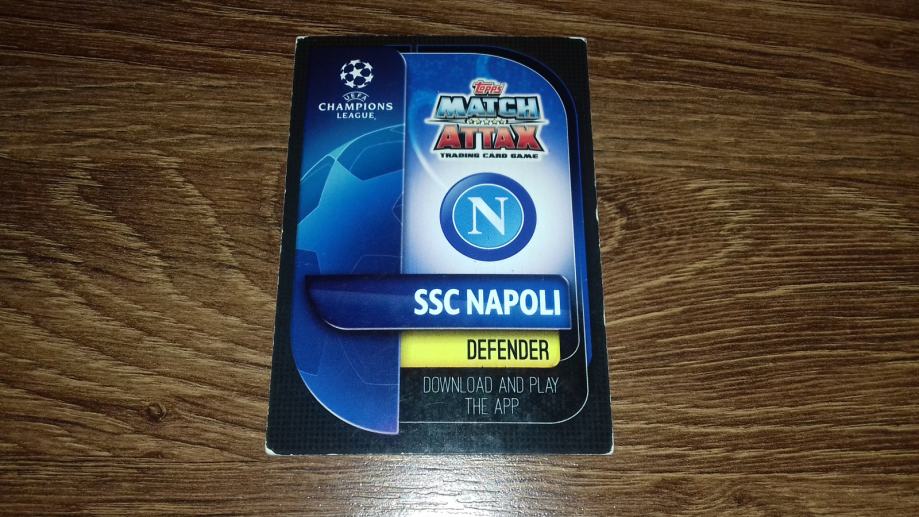 UEFA
CHAMPIONS
LEAGUE
Topps
MATCH
ATTAX
TRADING CARD GAME
N
SSC NAPOLI
DEFENDER
DOWNLOAD AND PLAY
THE APP